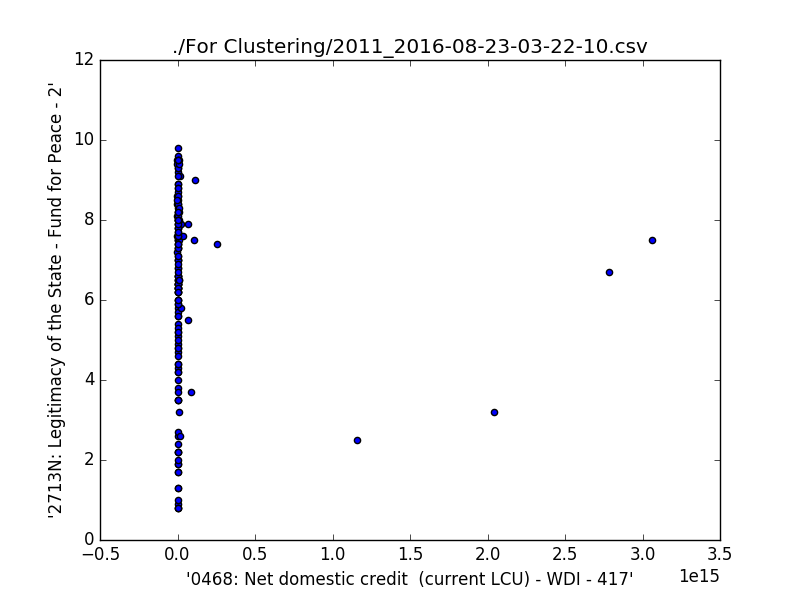 ./For Clustering/2011_2016-08-23-03-22-10.csv
12
10
8
6
4
2
0
'2713N: Legitimacy of the State - Fund for Peace - 2'
−0.5 0.0 0.5 1.0 1.5 2.0 2.5 3.0 3.5
1e15
'0468: Net domestic credit  (current LCU) - WDI - 417'